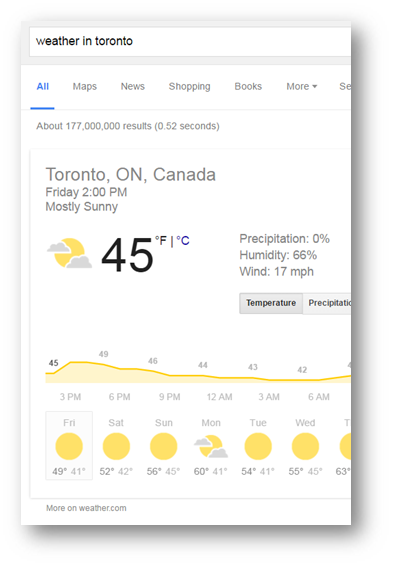 weather in toronto
All Maps News Shopping Books More Se
About 177,000,000 results (0.52 seconds)
Toronto, ON, Canada
Friday 2:00 PM
Mostly Sunny
45 °F | °C
Precipitation: 0%
Humidity: 66%
Wind: 17 mph
Temperature Precipitatio
45 49 46 44 43 42 4
3 PM 6 PM 9 PM 12 AM 3 AM 6 AM
Fri Sat Sun Mon Tue Wed T
49° 41° 52° 42° 56° 45° 60° 41° 54° 41° 55° 45° 63°
More on weather.com